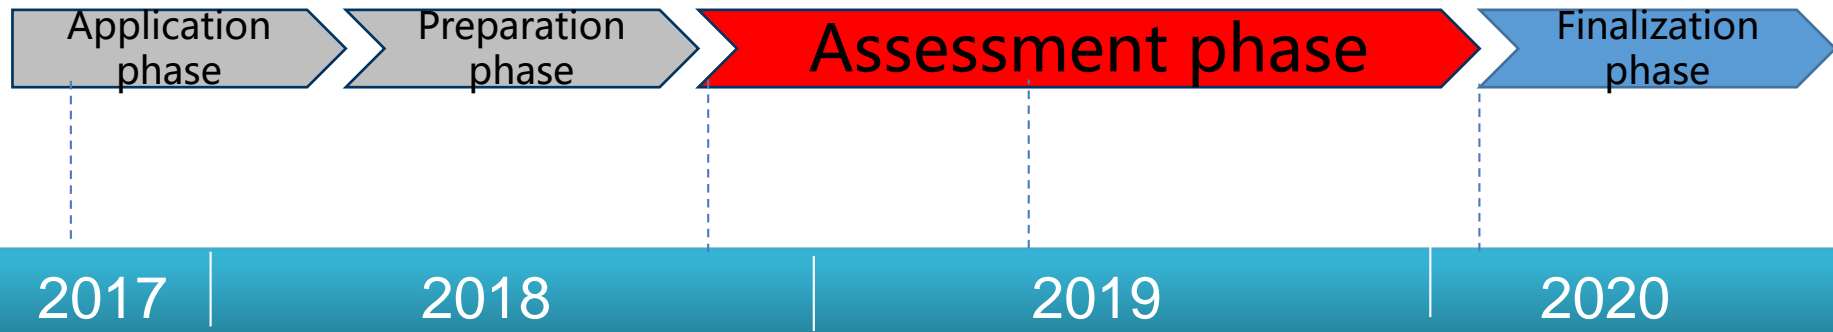 Application
phase
Preparation
phase
Assessment phase
Finalization
phase
2017
2018
2019
2020